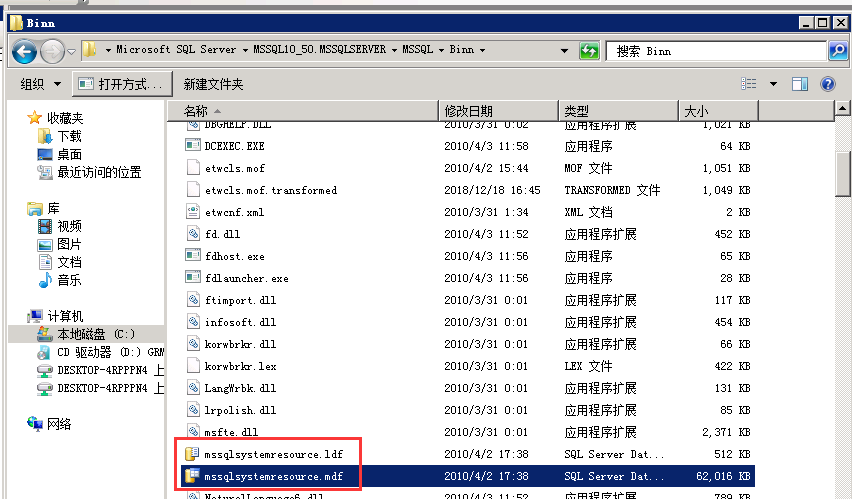 Binn
Microsoft SQL Server MSSQL10_50.MSSQLSERVER MSSQL Binn
搜索 Binn
组织 打开方式... 新建文件夹
收藏夹
下载
桌面
最近访问的位置
库
视频
图片
文档
音乐
计算机
本地磁盘 (C:)
CD 驱动器 (D:) GRM
DESKTOP-4RPPPN4 上
DESKTOP-4RPPPN4 上
网络
名称 修改日期 类型 大小
DBGHELP.DLL 2010/3/31 0:02 应用程序扩展 1,021 KB
DCEXEC.EXE 2010/4/3 11:58 应用程序 64 KB
etwcls.mof 2010/4/2 15:44 MOF 文件 1,051 KB
etwcls.mof.transformed 2018/12/18 16:45 TRANSFORMED 文件 1,049 KB
etwcnf.xml 2010/3/31 1:34 XML 文档 2 KB
fd.dll 2010/4/3 11:52 应用程序扩展 452 KB
fdhost.exe 2010/4/3 11:56 应用程序 65 KB
fdlauncher.exe 2010/4/3 11:56 应用程序 28 KB
ftimport.dll 2010/3/31 0:01 应用程序扩展 117 KB
infosoft.dll 2010/3/31 0:01 应用程序扩展 454 KB
korwbrkr.dll 2010/3/31 0:01 应用程序扩展 66 KB
korwbrkr.lex 2010/3/31 0:01 LEX 文件 422 KB
LangWrbk.dll 2010/3/31 0:01 应用程序扩展 131 KB
lrpolish.dll 2010/3/31 0:01 应用程序扩展 85 KB
msfte.dll 2010/3/31 0:01 应用程序扩展 2,371 KB
mssqlsystemresource.ldf 2010/4/2 17:38 SQL Server Dat... 512 KB
mssqlsystemresource.mdf 2010/4/2 17:38 SQL Server Dat... 62,016 KB
NaturalLanguage6.dll 2010/3/31 0:01 应用程序扩展 789 KB